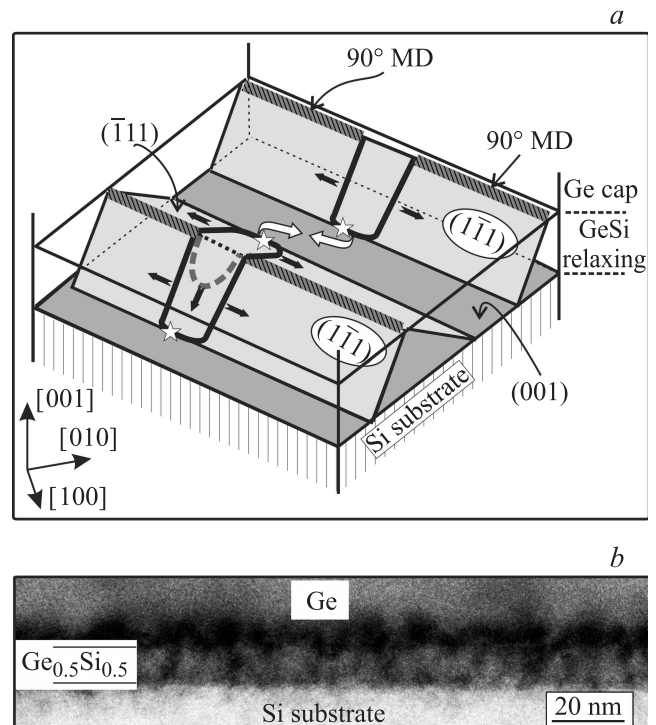 a
90° MD
(1̅11)
90° MD
Ge cap
GeSi
relaxing
(11̅1)
(11̅1)
(001)
Si substrate
[001]
[010]
[100]
b
Ge
Ge0.5Si0.5
Si substrate
20 nm